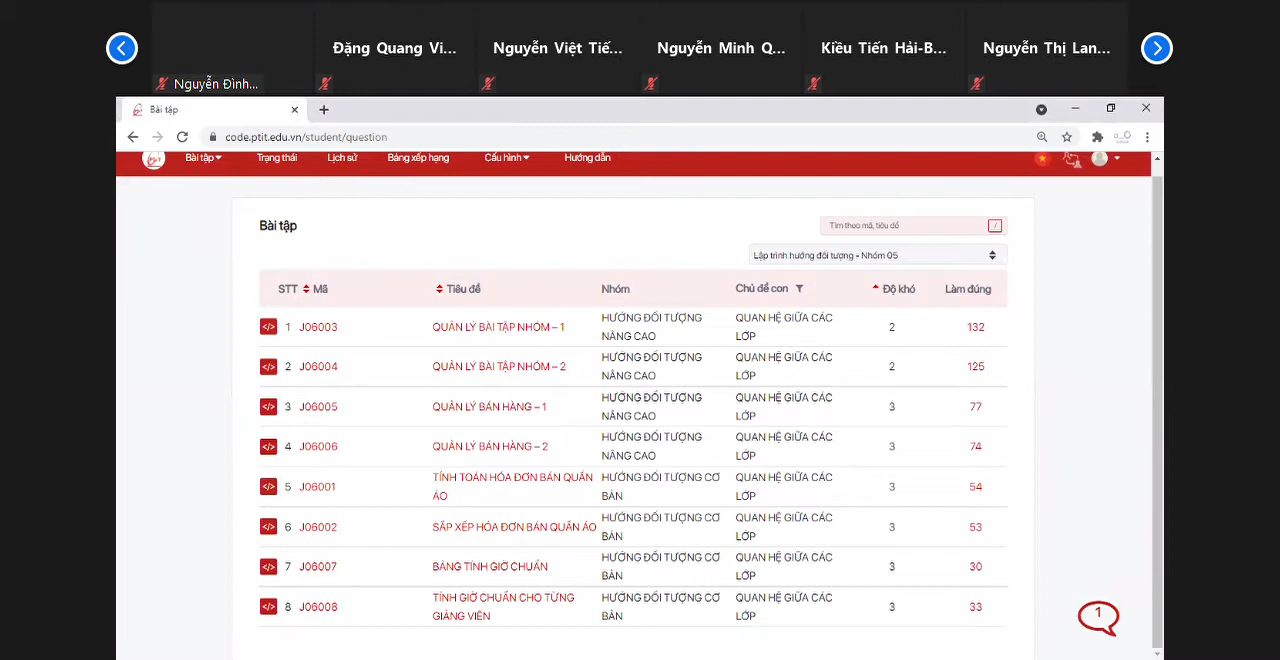 Đặng Quang Vi...
Nguyễn Việt Tiế...
Nguyễn Minh Q...
Kiều Tiến Hải-B...
Nguyễn Thị Lan...
Nguyễn Đình...
Bài tập
code.ptit.edu.vn/student/question
Bài tập
Trạng thái
Lịch sử
Bảng xếp hạng
Cấu hình
Hướng dẫn
Bài tập
Tìm theo mã, tiêu đề
/
Lập trình hướng đối tượng - Nhóm 05
STT Mã Tiêu đề Nhóm Chủ đề con Độ khó Làm đúng
1 J06003 QUẢN LÝ BÀI TẬP NHÓM – 1 HƯỚNG ĐỐI TƯỢNG NÂNG CAO QUAN HỆ GIỮA CÁC LỚP 2 132
2 J06004 QUẢN LÝ BÀI TẬP NHÓM – 2 HƯỚNG ĐỐI TƯỢNG NÂNG CAO QUAN HỆ GIỮA CÁC LỚP 2 125
3 J06005 QUẢN LÝ BÁN HÀNG – 1 HƯỚNG ĐỐI TƯỢNG NÂNG CAO QUAN HỆ GIỮA CÁC LỚP 3 77
4 J06006 QUẢN LÝ BÁN HÀNG – 2 HƯỚNG ĐỐI TƯỢNG NÂNG CAO QUAN HỆ GIỮA CÁC LỚP 3 74
5 J06001 TÍNH TOÁN HÓA ĐƠN BÁN QUẦN ÁO HƯỚNG ĐỐI TƯỢNG CƠ BẢN QUAN HỆ GIỮA CÁC LỚP 3 54
6 J06002 SẮP XẾP HÓA ĐƠN BÁN QUẦN ÁO HƯỚNG ĐỐI TƯỢNG CƠ BẢN QUAN HỆ GIỮA CÁC LỚP 3 53
7 J06007 BẢNG TÍNH GIỜ CHUẨN HƯỚNG ĐỐI TƯỢNG CƠ BẢN QUAN HỆ GIỮA CÁC LỚP 3 30
8 J06008 TÍNH GIỜ CHUẨN CHO TỪNG GIẢNG VIÊN HƯỚNG ĐỐI TƯỢNG CƠ BẢN QUAN HỆ GIỮA CÁC LỚP 3 33
1